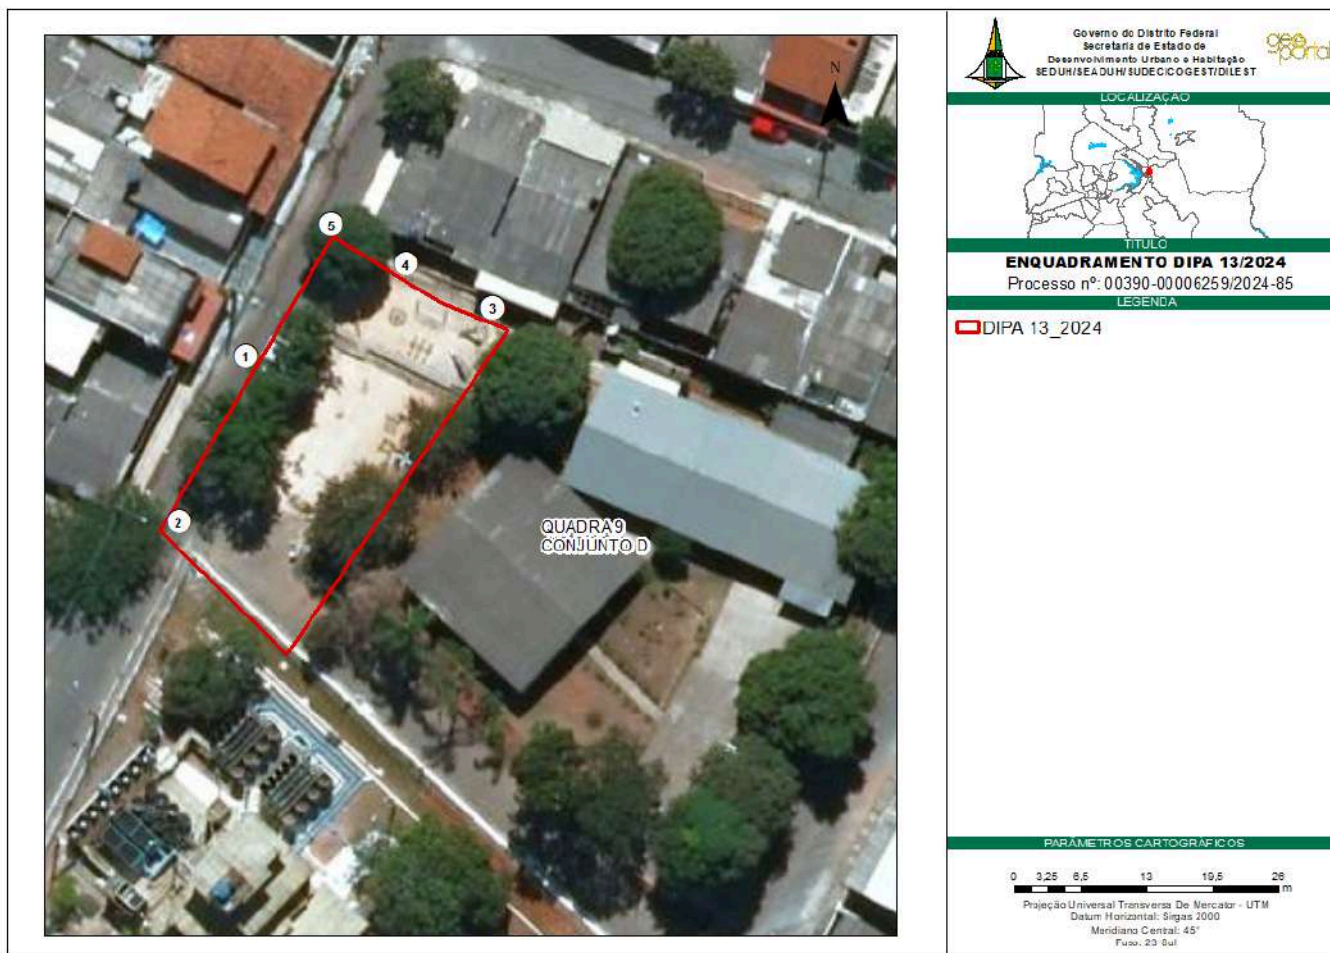 N
5
4
3
1
2
QUADRA 9
CONJUNTO D
Governo do Distrito Federal
Secretaria de Estado de
Desenvolvimento Urbano e Habitação
SEDUH/SEADUH/SUDEC/COGEST/DILEST
geo
portal
LOCALIZAÇÃO
TÍTULO
ENQUADRAMENTO DIPA 13/2024
Processo nº: 00390-00006259/2024-85
LEGENDA
DIPA 13_2024
PARÂMETROS CARTOGRÁFICOS
0 3,25 6,5 13 19,5 26
m
Projeção Universal Transversa De Mercator - UTM
Datum Horizontal: Sirgas 2000
Meridiano Central: 45°
Fuso: 23 Sul